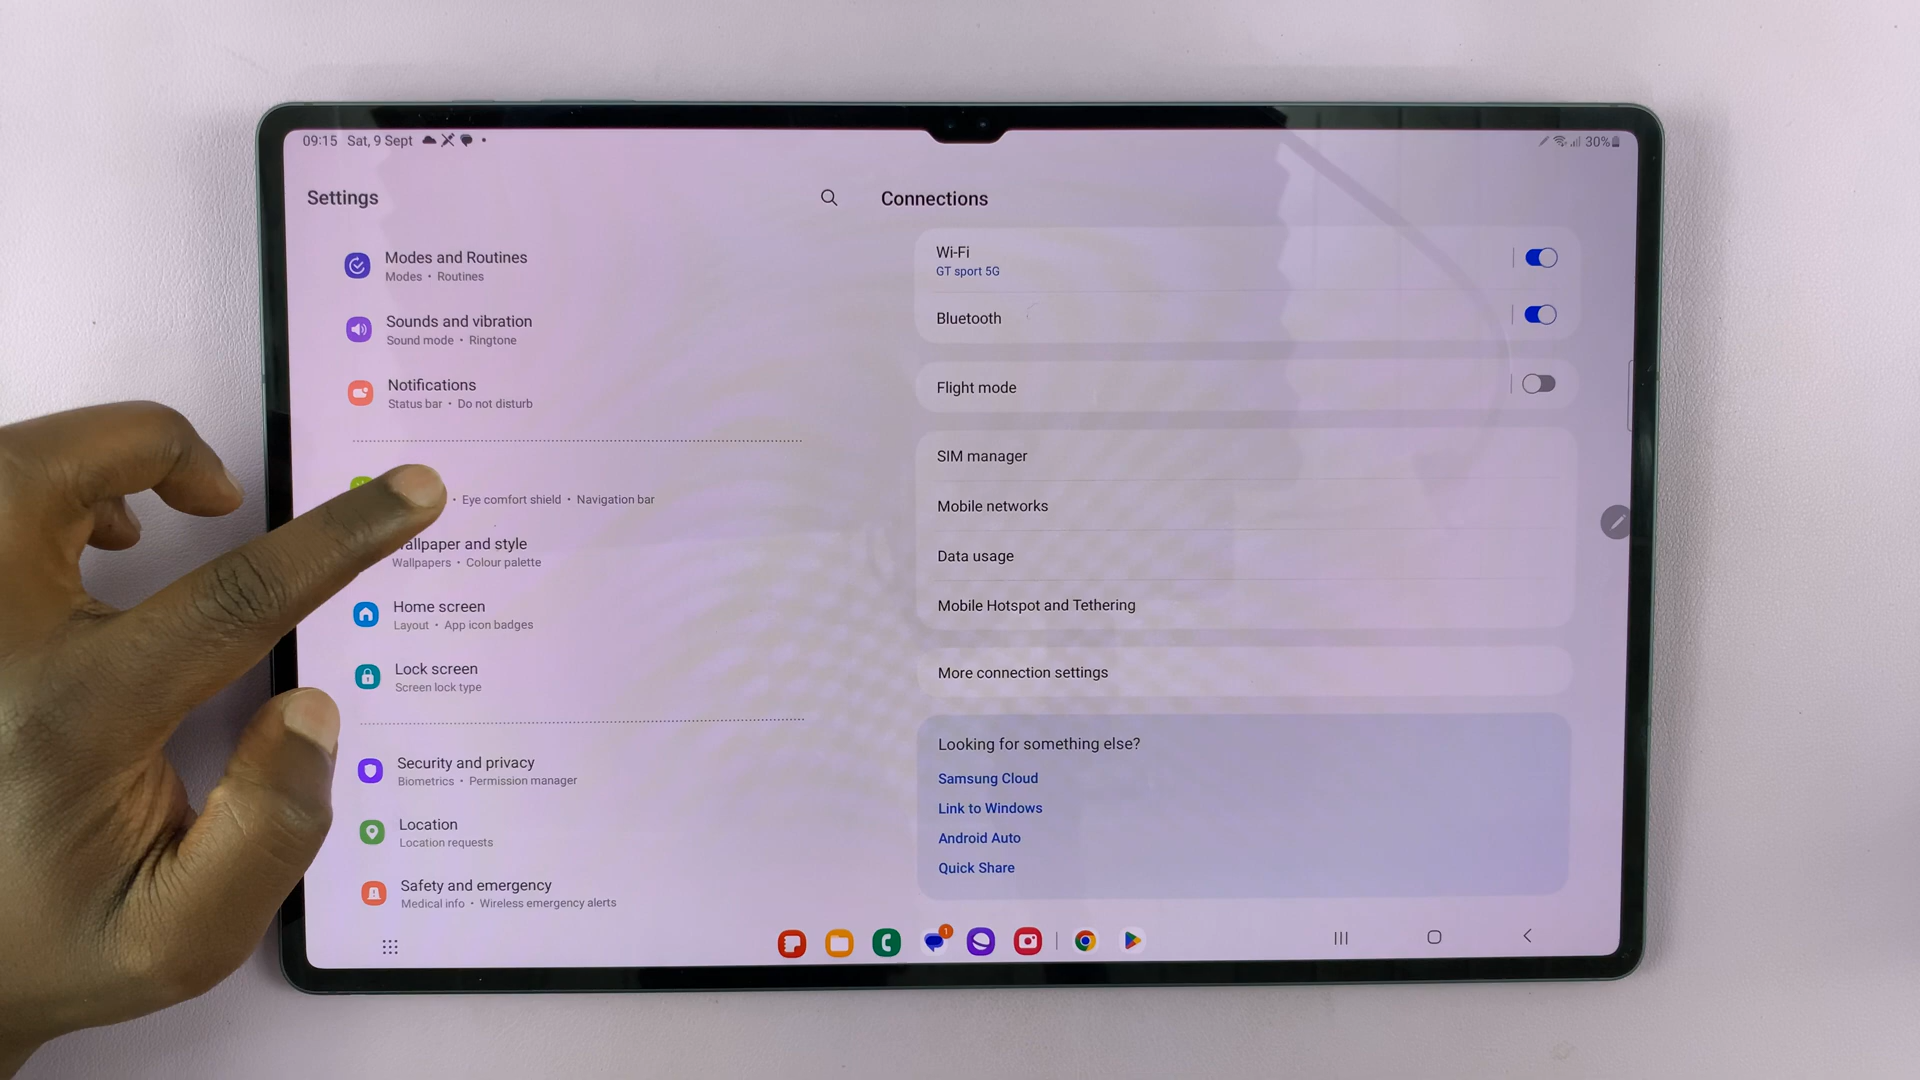 09:15 Sat, 9 Sept
30%
Settings
Modes and Routines
Modes • Routines
Sounds and vibration
Sound mode • Ringtone
Notifications
Status bar • Do not disturb
• Eye comfort shield • Navigation bar
allpaper and style
Wallpapers • Colour palette
Home screen
Layout • App icon badges
Lock screen
Screen lock type
Security and privacy
Biometrics • Permission manager
Location
Location requests
Safety and emergency
Medical info • Wireless emergency alerts
Connections
Wi-Fi
GT sport 5G
Bluetooth
Flight mode
SIM manager
Mobile networks
Data usage
Mobile Hotspot and Tethering
More connection settings
Looking for something else?
Samsung Cloud
Link to Windows
Android Auto
Quick Share
1